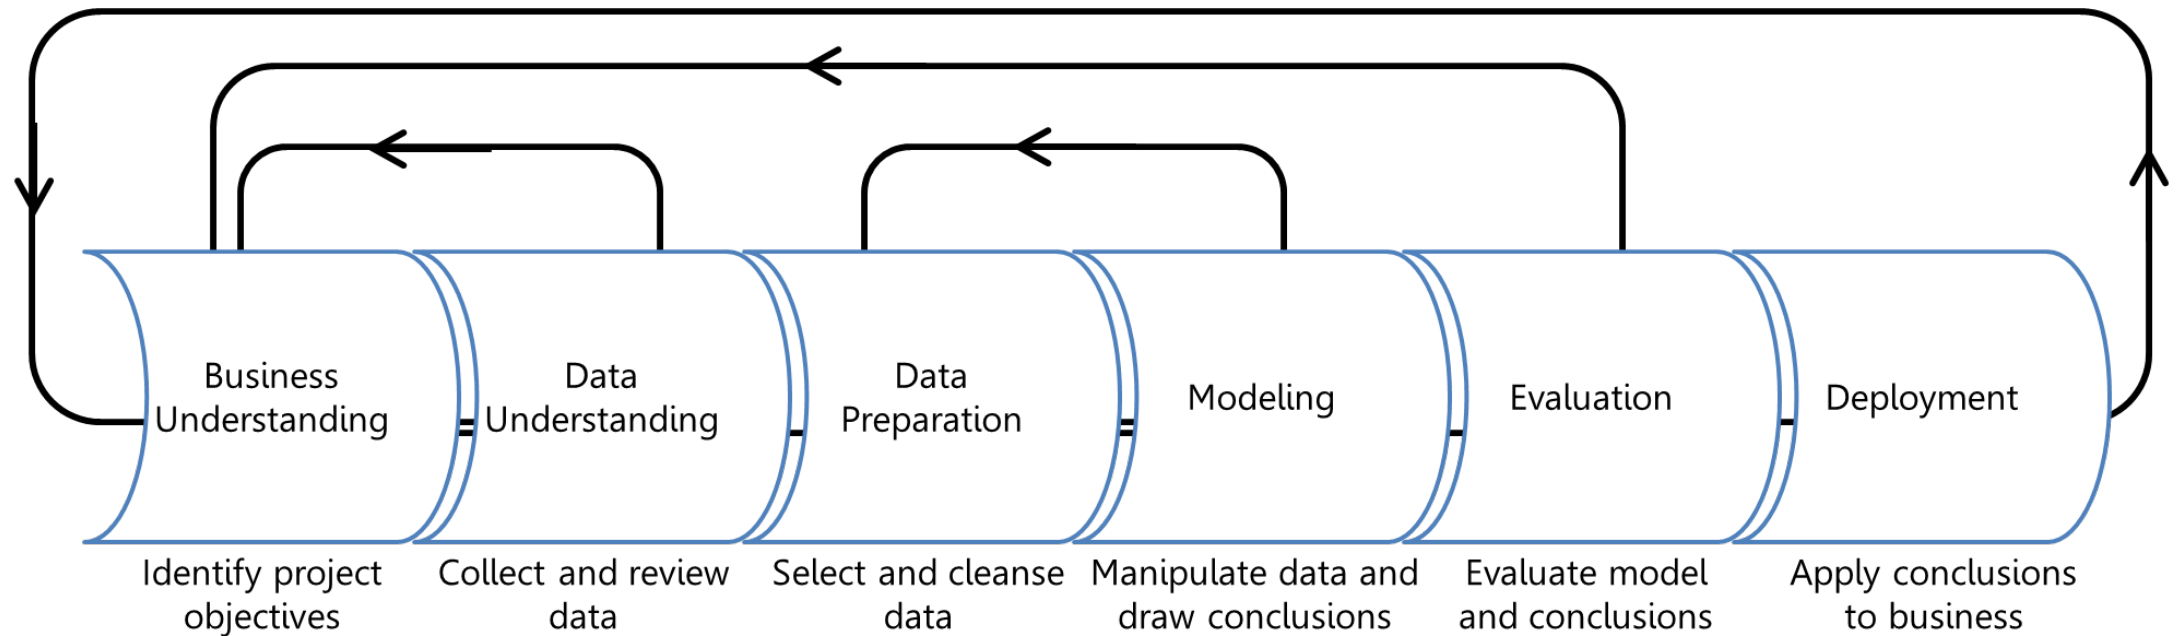 Business
Understanding
Data
Understanding
Data
Preparation
Modeling
Evaluation
Deployment
Identify project
objectives
Collect and review
data
Select and cleanse
data
Manipulate data and
draw conclusions
Evaluate model
and conclusions
Apply conclusions
to business